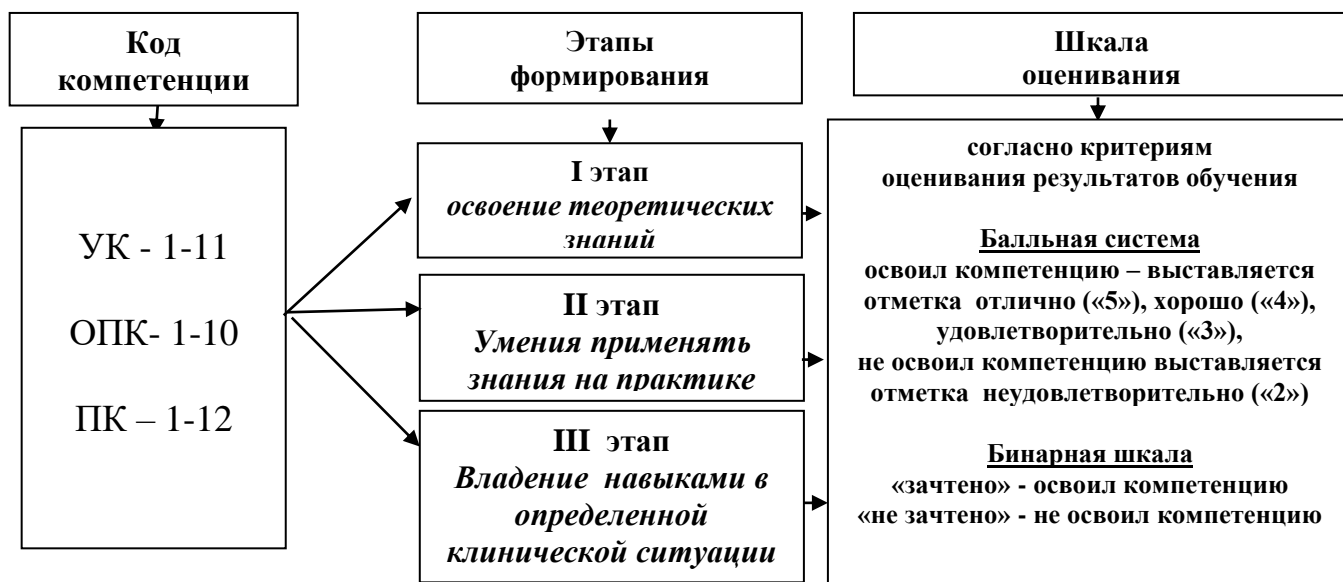 Код
компетенции
Этапы
формирования
Шкала
оценивания
УК - 1-11
ОПК- 1-10
ПК – 1-12
I этап
освоение теоретических
знаний
II этап
Умения применять
знания на практике
III этап
Владение навыками в
определенной
клинической ситуации
согласно критериям
оценивания результатов обучения
Балльная система
освоил компетенцию – выставляется
отметка отлично («5»), хорошо («4»),
удовлетворительно («3»),
не освоил компетенцию выставляется
отметка неудовлетворительно («2»)
Бинарная шкала
«зачтено» - освоил компетенцию
«не зачтено» - не освоил компетенцию